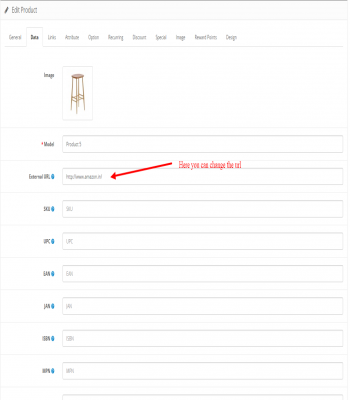 Edit Product
General Data Links Attribute Option Recurring Discount Special Image Reward Points Design
Image
* Model Product 5
Here you can change the url
External URL http://www.amazon.in/
SKU SKU
UPC UPC
EAN EAN
JAN JAN
ISBN ISBN
MPN MPN